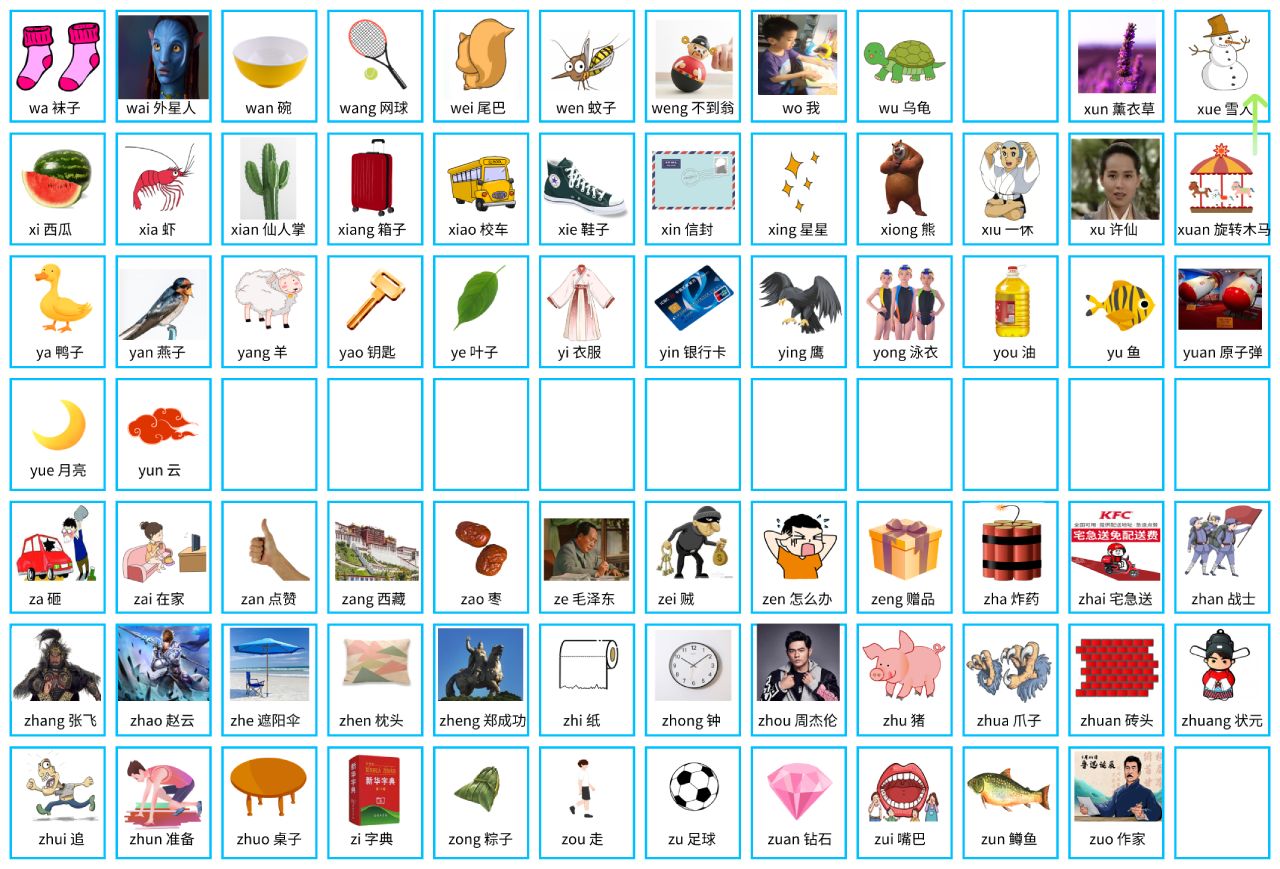 wa 袜子
wai 外星人
wan 碗
wang 网球
wei 尾巴
wen 蚊子
weng 不到翁
wo 我
wu 乌龟
xun 薰衣草
xue 雪人
xi 西瓜
xia 虾
xian 仙人掌
xiang 箱子
xiao 校车
xie 鞋子
xin 信封
xing 星星
xiong 熊
xiu 一休
xu 许仙
xuan 旋转木马
ya 鸭子
yan 燕子
yang 羊
yao 钥匙
ye 叶子
yi 衣服
yin 银行卡
ying 鹰
yong 泳衣
you 油
yu 鱼
yuan 原子弹
yue 月亮
yun 云
za 砸
zai 在家
zan 点赞
zang 西藏
zao 枣
ze 毛泽东
zei 贼
zen 怎么办
zeng 赠品
zha 炸药
KFC
宅急送免配送费
zhai 宅急送
zhan 战士
zhang 张飞
zhao 赵云
zhe 遮阳伞
zhen 枕头
zheng 郑成功
zhi 纸
zhong 钟
zhou 周杰伦
zhu 猪
zhua 爪子
zhuan 砖头
zhuang 状元
zhui 追
zhun 准备
zhuo 桌子
新华字典
zi 字典
zong 粽子
zou 走
zu 足球
zuan 钻石
zui 嘴巴
zun 鳟鱼
zuo 作家